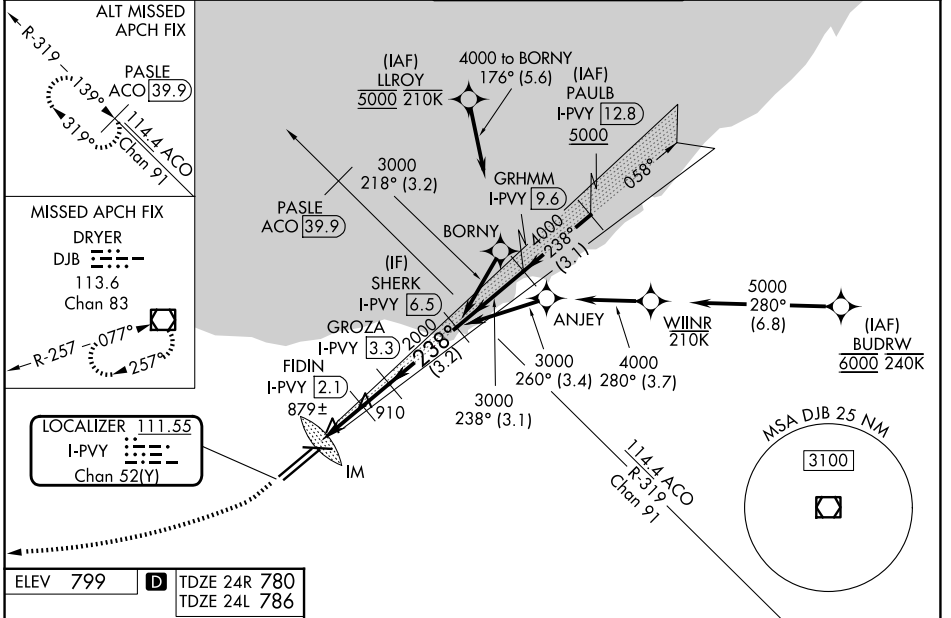 ALT MISSED
APCH FIX
R-319
PASLE
ACO 39.9
139°
319°
114.4 ACO
Chan 91
MISSED APCH FIX
DRYER
DJB
113.6
Chan 83
R-257
077°
257°
LOCALIZER 111.55
I-PVY
Chan 52(Y)
(IAF)
LLROY
5000 210K
4000 to BORNY
176° (5.6)
(IAF)
PAULB
I-PVY 12.8
5000
058°
3000
218° (3.2)
PASLE
ACO 39.9
GRHMM
I-PVY 9.6
BORNY
4000
238°
(3.1)
(IF)
SHERK
I-PVY 6.5
GROZA
I-PVY 3.3
2000
238°
(3.2)
FIDIN
I-PVY 2.1
879±
910
IM
ANJEY
WIINR
210K
5000
280°
(6.8)
(IAF)
BUDRW
6000 240K
3000
260° (3.4)
4000
280° (3.7)
3000
238° (3.1)
114.4 ACO
R-319
Chan 91
MSA DJB 25 NM
3100
ELEV 799
D
TDZE 24R 780
TDZE 24L 786